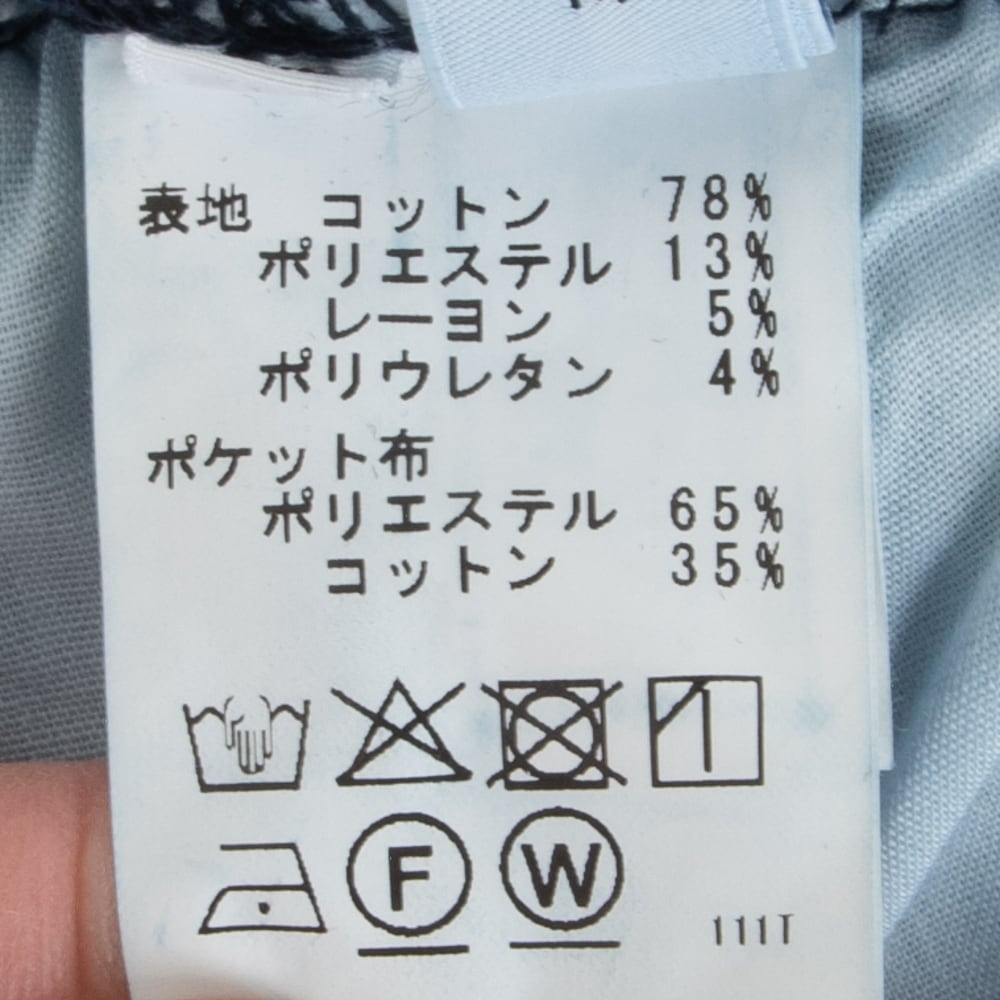 表地 コットン 78%
ポリエステル 13%
レーヨン 5%
ポリウレタン 4%
ポケット布
ポリエステル 65%
コットン 35%
F W
111T